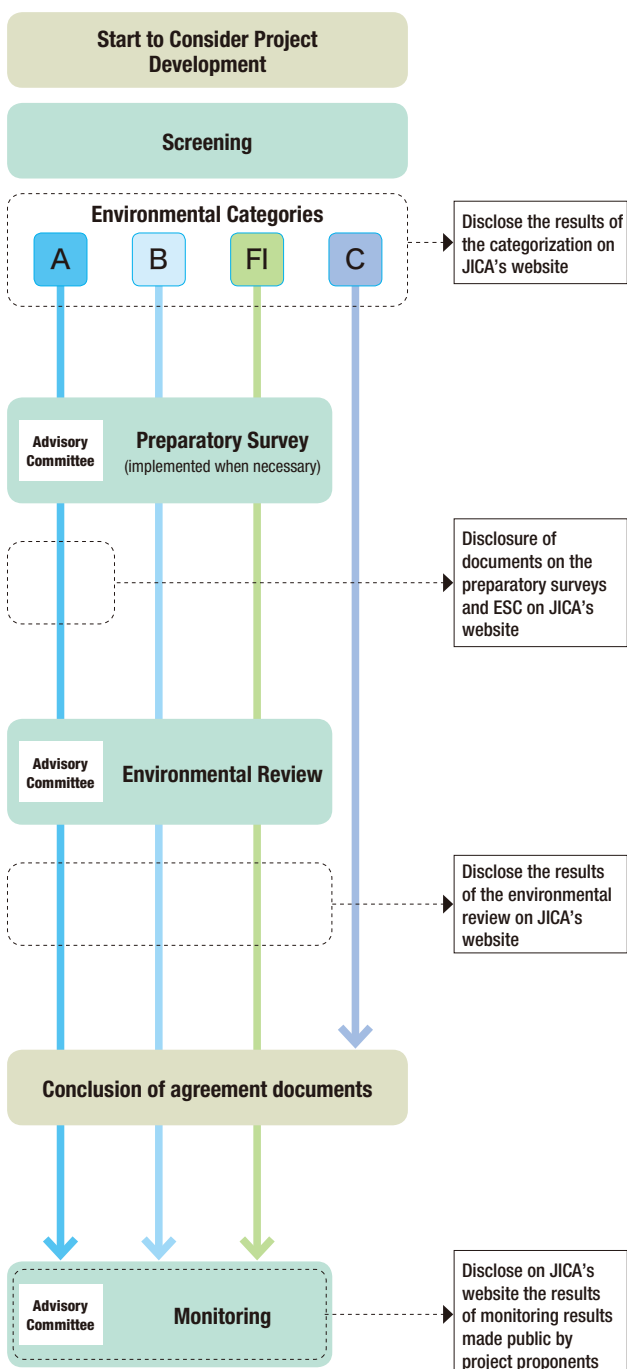 Start to Consider Project
Development
Screening
Environmental Categories
A
B
FI
C
Disclose the results of
the categorization on
JICA's website
Advisory
Committee
Preparatory Survey
(implemented when necessary)
Disclosure of
documents on the
preparatory surveys
and ESC on JICA's
website
Advisory
Committee
Environmental Review
Disclose the results
of the environmental
review on JICA's
website
Conclusion of agreement documents
Advisory
Committee
Monitoring
Disclose on JICA's
website the results
of monitoring results
made public by
project proponents